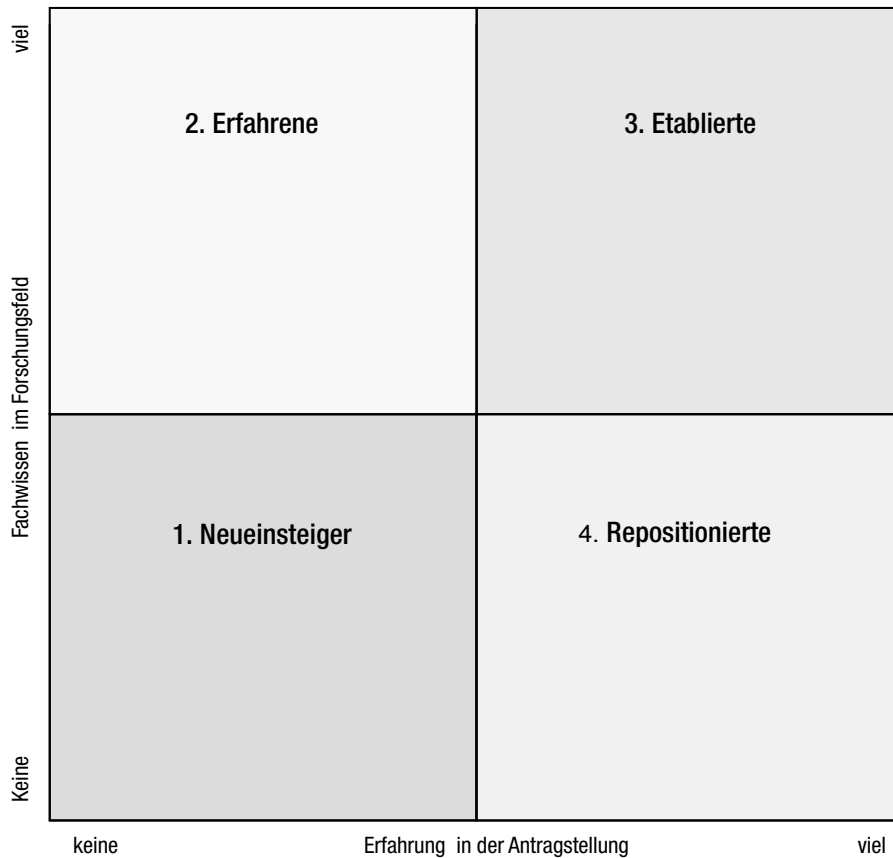 viel
2. Erfahrene
3. Etablierte
Fachwissen im Forschungsfeld
1. Neueinsteiger
4. Repositionierte
Keine
keine
Erfahrung in der Antragstellung
viel